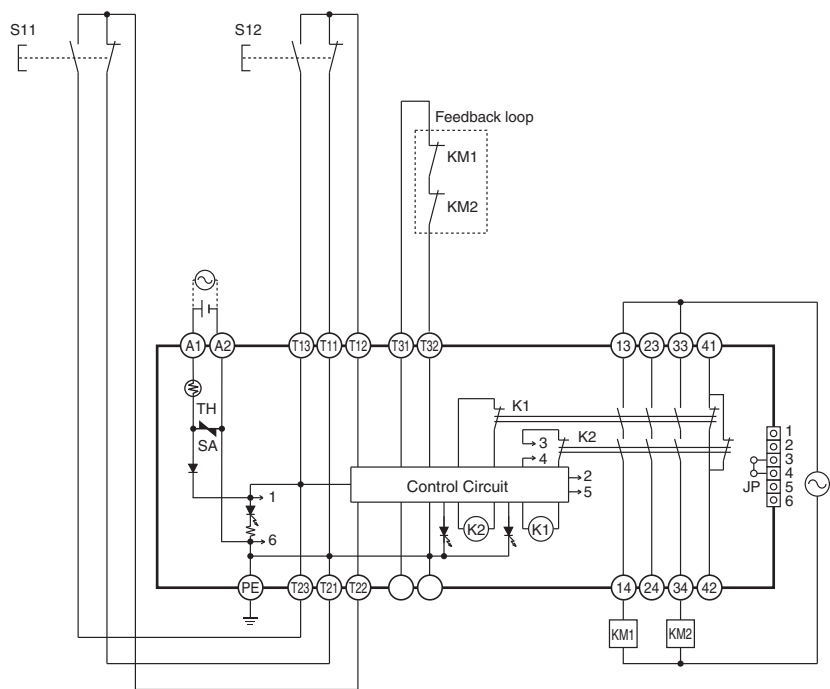 S11
S12
Feedback loop
KM1
KM2
A1 A2 T13 T11 T12 T31 T32 13 23 33 41
TH
SA
K1
K2
3
4
1
2
3
4
5
6
JP
Control Circuit
2
5
1
6
K2
K1
PE T23 T21 T22 14 24 34 42
KM1
KM2